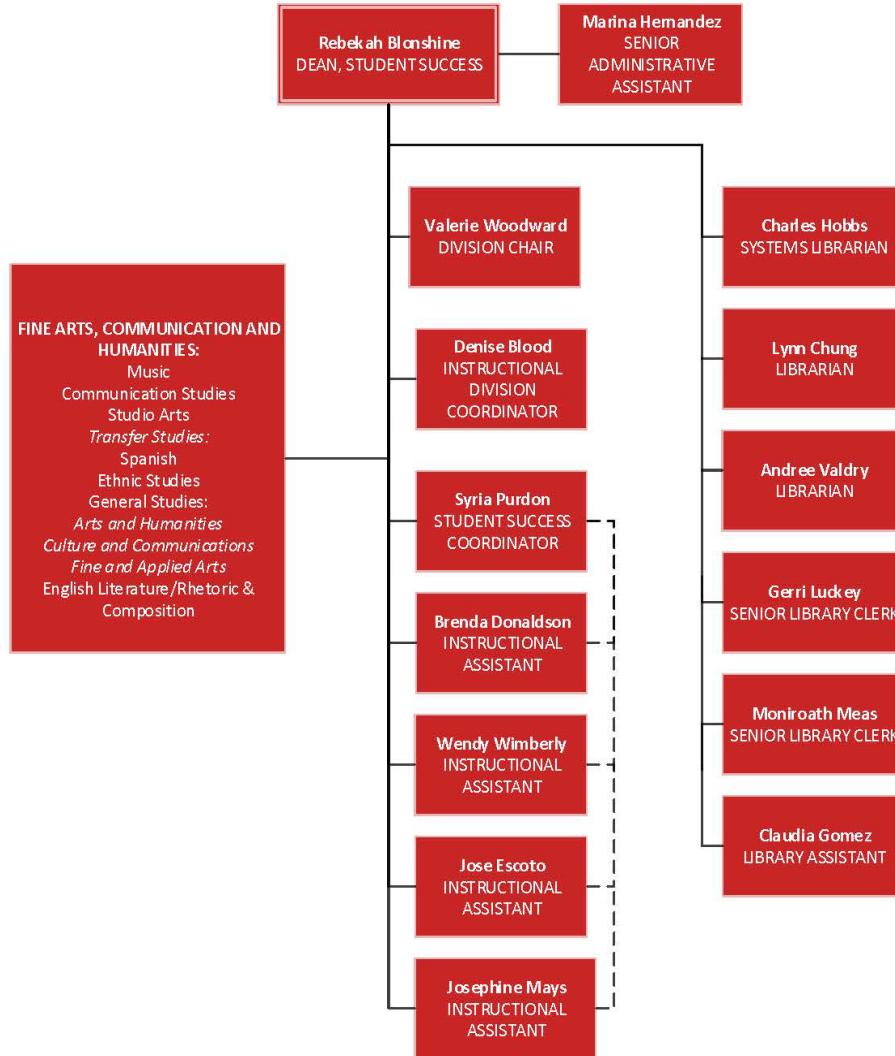 Rebekah Blonshine
DEAN, STUDENT SUCCESS
Marina Hernandez
SENIOR
ADMINISTRATIVE
ASSISTANT
FINE ARTS, COMMUNICATION AND
HUMANITIES:
Music
Communication Studies
Studio Arts
Transfer Studies:
Spanish
Ethnic Studies
General Studies:
Arts and Humanities
Culture and Communications
Fine and Applied Arts
English Literature/Rhetoric &
Composition
Valerie Woodward
DIVISION CHAIR
Denise Blood
INSTRUCTIONAL
DIVISION
COORDINATOR
Syria Purdon
STUDENT SUCCESS
COORDINATOR
Brenda Donaldson
INSTRUCTIONAL
ASSISTANT
Wendy Wimberly
INSTRUCTIONAL
ASSISTANT
Jose Escoto
INSTRUCTIONAL
ASSISTANT
Josephine Mays
INSTRUCTIONAL
ASSISTANT
Charles Hobbs
SYSTEMS LIBRARIAN
Lynn Chung
LIBRARIAN
Andree Valdry
LIBRARIAN
Gerri Luckey
SENIOR LIBRARY CLERK
Moniroath Meas
SENIOR LIBRARY CLERK
Claudia Gomez
LIBRARY ASSISTANT